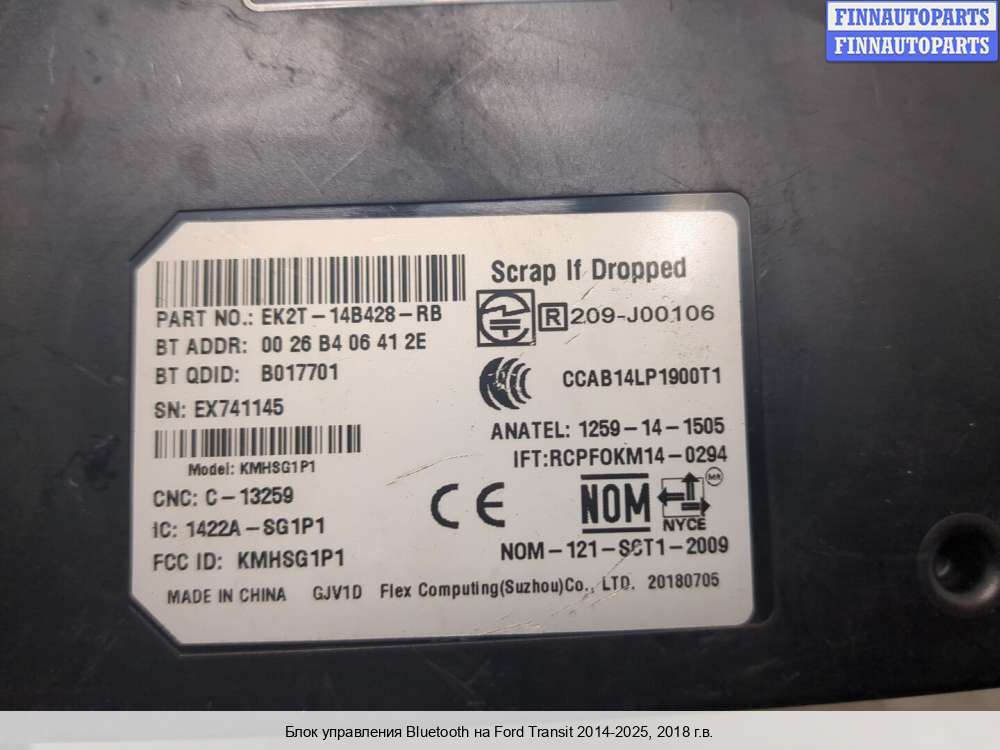 FINNAUTOPARTS
FINNAUTOPARTS
Scrap If Dropped
PART NO.: EK2T-14B428-RB
R 209-J00106
BT ADDR: 00 26 B4 06 41 2E
BT QDID: B017701
CCAB14LP1900T1
SN: EX741145
ANATEL: 1259-14-1505
Model: KMHSG1P1
IFT:RCPFOKM14-0294
CNC: C-13259
CE
NOM
MR
NYCE
IC: 1422A-SG1P1
NOM-121-SCT1-2009
FCC ID: KMHSG1P1
MADE IN CHINA GJV1D Flex Computing(Suzhou)Co., LTD. 20180705
Блок управления Bluetooth на Ford Transit 2014-2025, 2018 г.в.